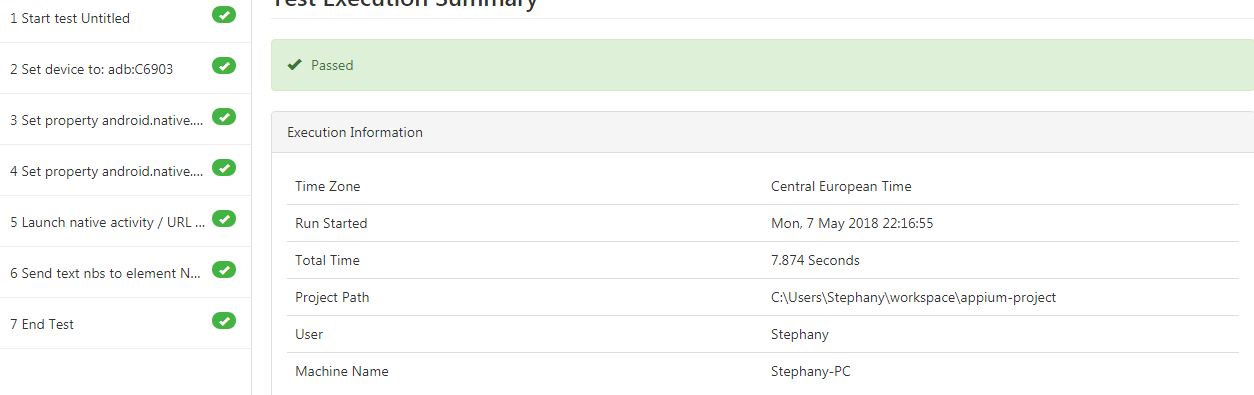 Test Execution Summary
1 Start test Untitled
2 Set device to: adb:C6903
3 Set property android.native....
4 Set property android.native....
5 Launch native activity / URL ...
6 Send text nbs to element N...
7 End Test
Passed
Execution Information
Time Zone Central European Time
Run Started Mon, 7 May 2018 22:16:55
Total Time 7.874 Seconds
Project Path C:\Users\Stephany\workspace\appium-project
User Stephany
Machine Name Stephany-PC